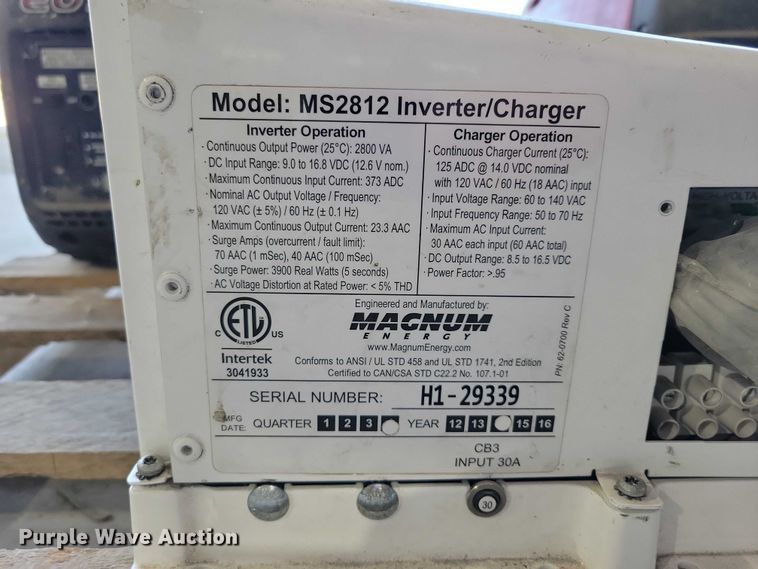 Model: MS2812 Inverter/Charger
Inverter Operation
· Continuous Output Power (25°C): 2800 VA
· DC Input Range: 9.0 to 16.8 VDC (12.6 V nom.)
· Maximum Continuous Input Current: 373 ADC
· Nominal AC Output Voltage / Frequency:
120 VAC (± 5%) / 60 Hz (± 0.1 Hz)
· Maximum Continuous Output Current: 23.3 AAC
· Surge Amps (overcurrent / fault limit):
70 AAC (1 mSec), 40 AAC (100 mSec)
· Surge Power: 3900 Real Watts (5 seconds)
· AC Voltage Distortion at Rated Power: < 5% THD
Charger Operation
· Continuous Charger Current (25°C):
125 ADC @ 14.0 VDC nominal
with 120 VAC / 60 Hz (18 AAC) input
· Input Voltage Range: 60 to 140 VAC
· Input Frequency Range: 50 to 70 Hz
· Maximum AC Input Current:
30 AAC each input (60 AAC total)
· DC Output Range: 8.5 to 16.5 VDC
· Power Factor: >.95
C ETL US
LISTED
Intertek
3041933
Engineered and Manufactured by:
MAGNUM
ENERGY
www.MagnumEnergy.com
Conforms to ANSI / UL STD 458 and UL STD 1741, 2nd Edition
Certified to CAN/CSA STD C22.2 No. 107.1-01
PN: 62-0700 Rev C
SERIAL NUMBER: H1-29339
MFG DATE: QUARTER 1 2 3 YEAR 12 13 15 16
CB3
INPUT 30A
30
Purple Wave Auction